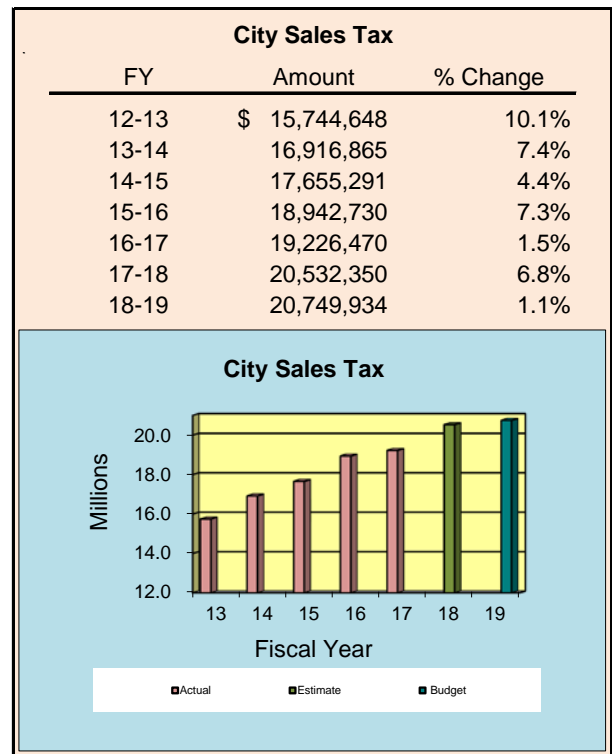 City Sales Tax
FY Amount % Change
12-13 $ 15,744,648 10.1%
13-14 16,916,865 7.4%
14-15 17,655,291 4.4%
15-16 18,942,730 7.3%
16-17 19,226,470 1.5%
17-18 20,532,350 6.8%
18-19 20,749,934 1.1%
City Sales Tax
20.0
18.0
16.0
14.0
12.0
Millions
13 14 15 16 17 18 19
Fiscal Year
Actual Estimate Budget